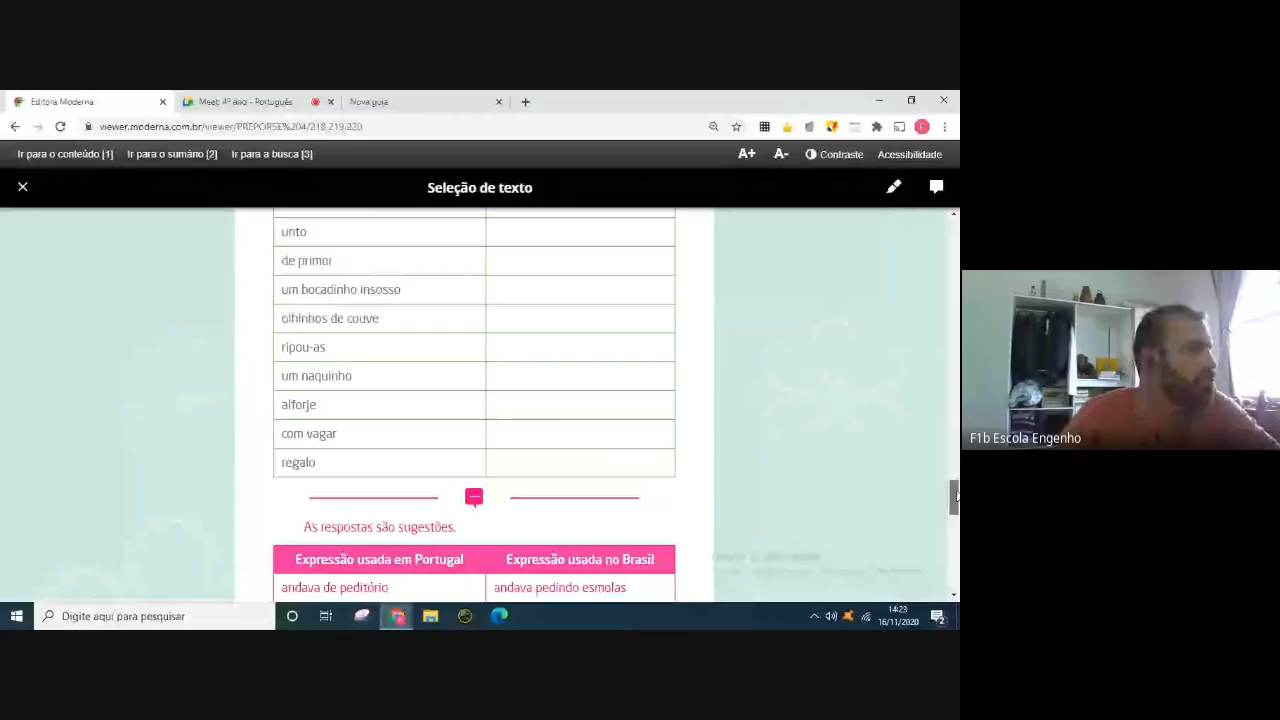 Editora Moderna
Meet: 4º ano - Português
Nova guia
viewer.moderna.com.br/viewer/PREPORSE%204/218,219,220
Ir para o conteúdo [1] Ir para o sumário [2] Ir para a busca [3]
A+ A- Contraste Acessibilidade
Seleção de texto
unto
de primor
um bocadinho insosso
olhinhos de couve
ripou-as
um naquinho
alforje
com vagar
regalo
As respostas são sugestões.
Expressão usada em Portugal Expressão usada no Brasil
andava de peditório andava pedindo esmolas
F1b Escola Engenho
Digite aqui para pesquisar
14:23
16/11/2020
2